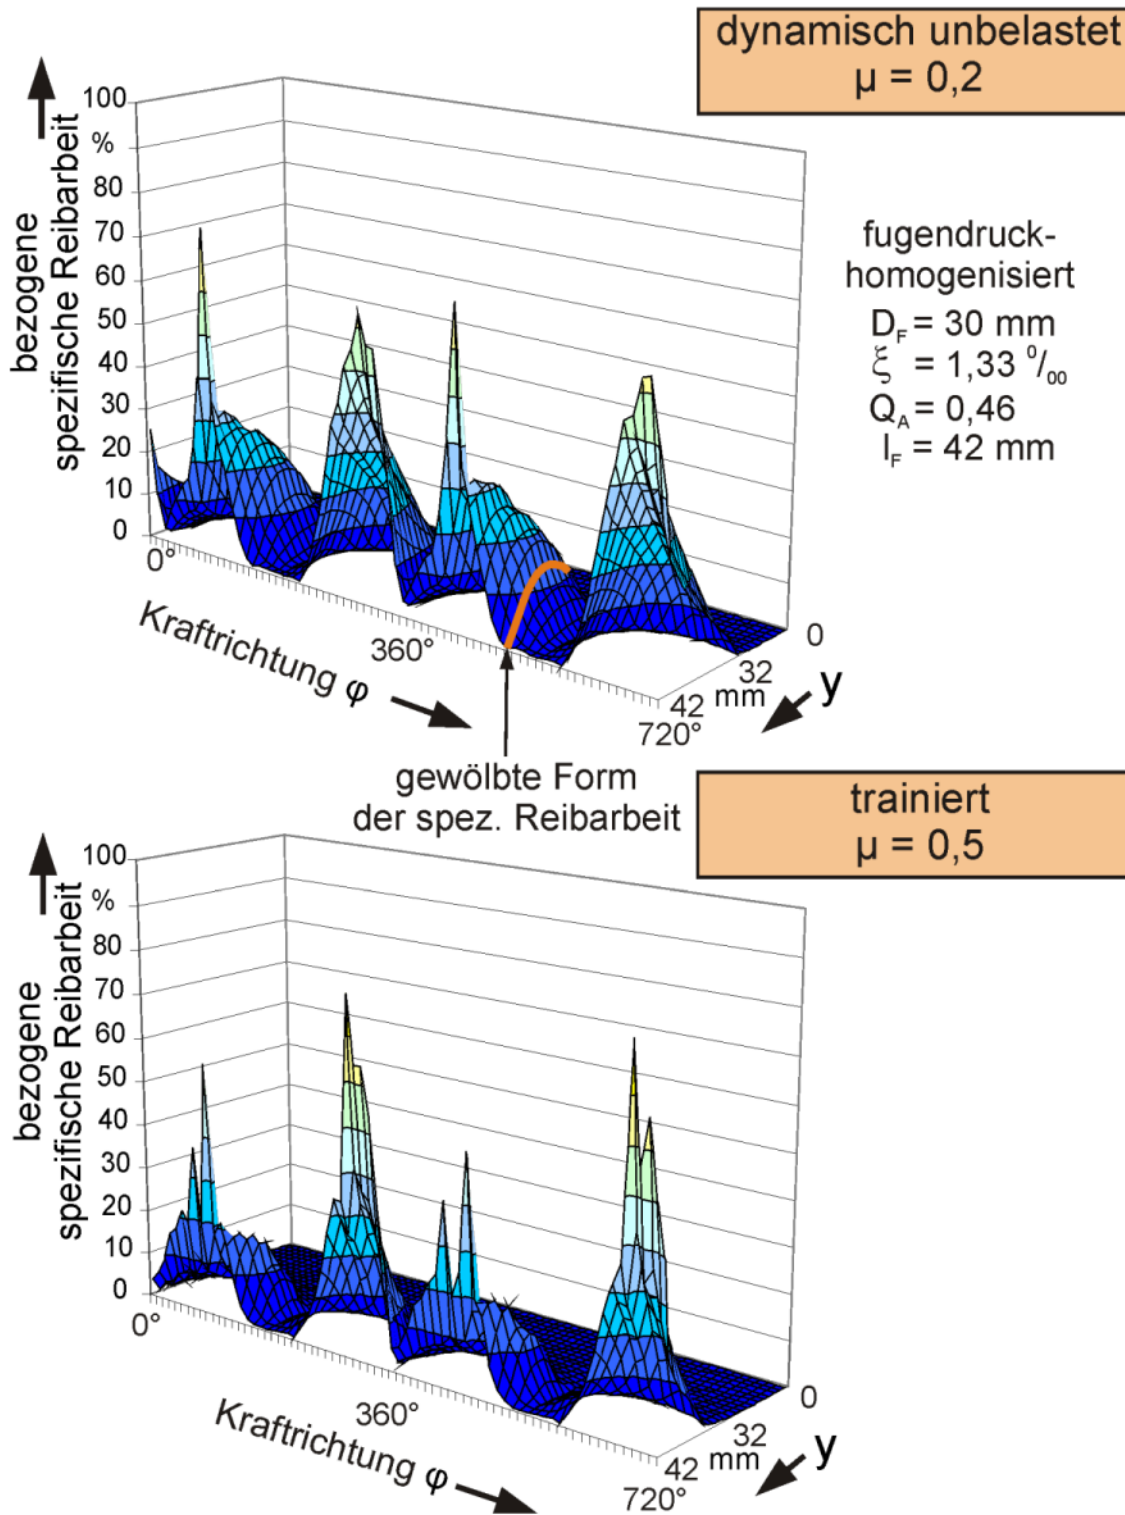 dynamisch unbelastet
μ = 0,2
bezogene
spezifische Reibarbeit
100
%
80
70
60
50
40
30
20
10
0
0°
360°
720°
Kraftrichtung φ
42
mm
32
0
y
fugendruck-
homogenisiert
D_F = 30 mm
ξ = 1,33 ⁰/₀₀
Q_A = 0,46
l_F = 42 mm
gewölbte Form
der spez. Reibarbeit
trainiert
μ = 0,5
bezogene
spezifische Reibarbeit
100
%
80
70
60
50
40
30
20
10
0
0°
360°
720°
Kraftrichtung φ
42
mm
32
0
y